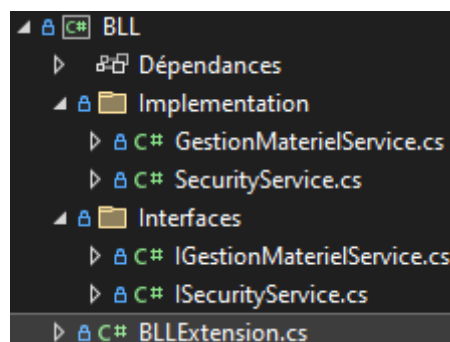 C# BLL
Dépendances
Implementation
C# GestionMaterielService.cs
C# SecurityService.cs
Interfaces
C# IGestionMaterielService.cs
C# ISecurityService.cs
C# BLLExtension.cs